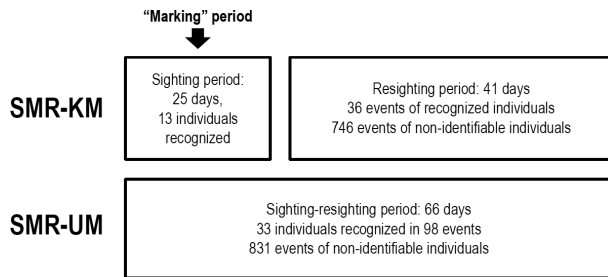 “Marking” period
SMR-KM
Sighting period:
25 days,
13 individuals
recognized
Resighting period: 41 days
36 events of recognized individuals
746 events of non-identifiable individuals
SMR-UM
Sighting-resighting period: 66 days
33 individuals recognized in 98 events
831 events of non-identifiable individuals